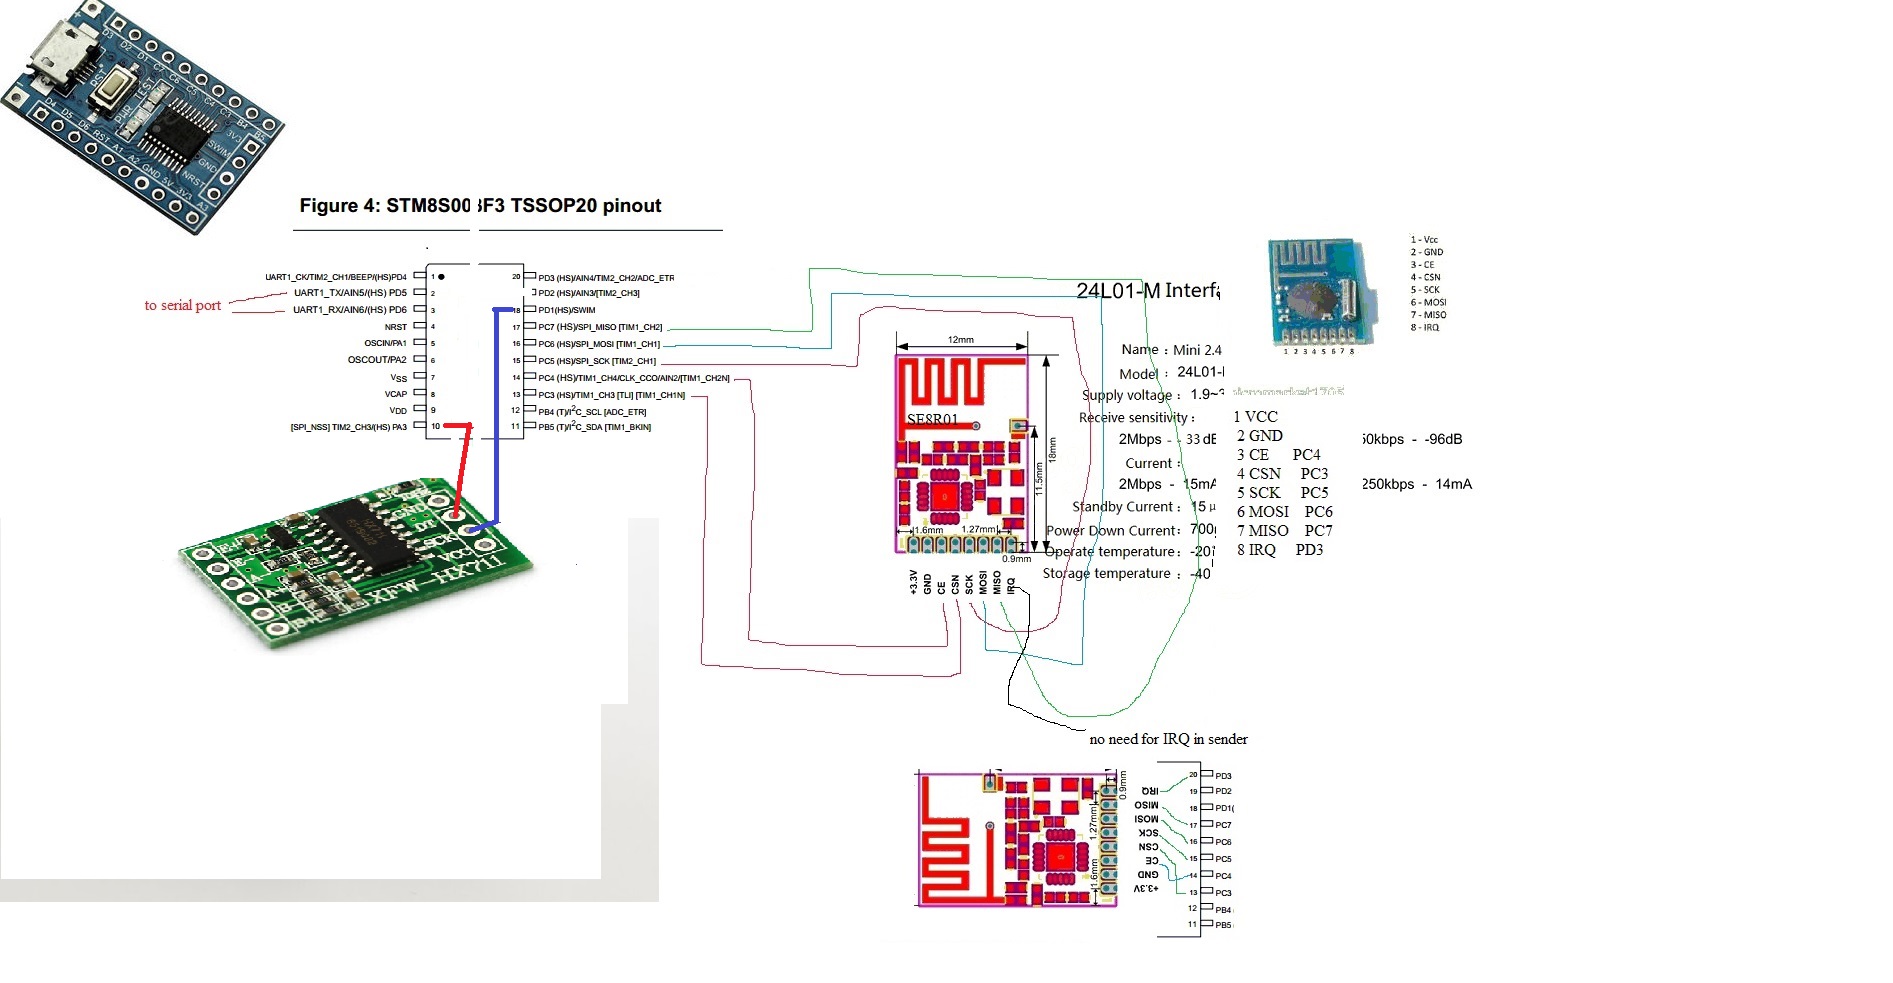 D3 D2 D1 C7 C6 C5 C4 C3 B4 B5
RST
TEST
PWR
3V3 SWIM GND NRST
D4 D5 D6 RST A1 A2 GND 5V 3V3 A3
Figure 4: STM8S00 3F3 TSSOP20 pinout
UART1_CK/TIM2_CH1/BEEP/(HS)PD4 1 20 PD3 (HS)/AIN4/TIM2_CH2/ADC_ETR
UART1_TX/AIN5/(HS) PD5 2 PD2 (HS)/AIN3/[TIM2_CH3]
to serial port
UART1_RX/AIN6/(HS) PD6 3 18 PD1(HS)/SWIM
NRST 4 17 PC7 (HS)/SPI_MISO [TIM1_CH2]
OSCIN/PA1 5 16 PC6 (HS)/SPI_MOSI [TIM1_CH1]
OSCOUT/PA2 6 15 PC5 (HS)/SPI_SCK [TIM2_CH1]
VSS 7 14 PC4 (HS)/TIM1_CH4/CLK_CCO/AIN2/[TIM1_CH2N]
VCAP 8 13 PC3 (HS)/TIM1_CH3 [TLI] [TIM1_CH1N]
VDD 9 12 PB4 (T)/I2C_SCL [ADC_ETR]
[SPI_NSS] TIM2_CH3/(HS) PA3 10 11 PB5 (T)/I2C_SDA [TIM1_BKIN]
GND
DT
SCK
VCC
E+
E-
A-
A+
B-
B+
XFW-HX711
24L01-M Interfa
12mm
Name : Mini 2.4
Model : 24L01-
Supply voltage : 1.9~3
Receive sensitivity :
2Mbps - - 33 dB 50kbps - -96dB
Current :
2Mbps - 15mA 250kbps - 14mA
Standby Current : 15 μ
Power Down Current : 700
Operate temperature : -20
Storage temperature : -40
SE8R01
18mm
11.5mm
1.6mm 1.27mm
0.9mm
+3.3V
GND
CE
CSN
SCK
MOSI
MISO
IRQ
1 - Vcc
2 - GND
3 - CE
4 - CSN
5 - SCK
6 - MOSI
7 - MISO
8 - IRQ
1 2 3 4 5 6 7 8
1 VCC
2 GND
3 CE PC4
4 CSN PC3
5 SCK PC5
6 MOSI PC6
7 MISO PC7
8 IRQ PD3
no need for IRQ in sender
0.9mm
1.27mm
1.6mm
IRQ
MISO
MOSI
SCK
CSN
CE
GND
+3.3V
20 PD3
19 PD2
18 PD1(
17 PC7
16 PC6
15 PC5
14 PC4
13 PC3
12 PB4
11 PB5